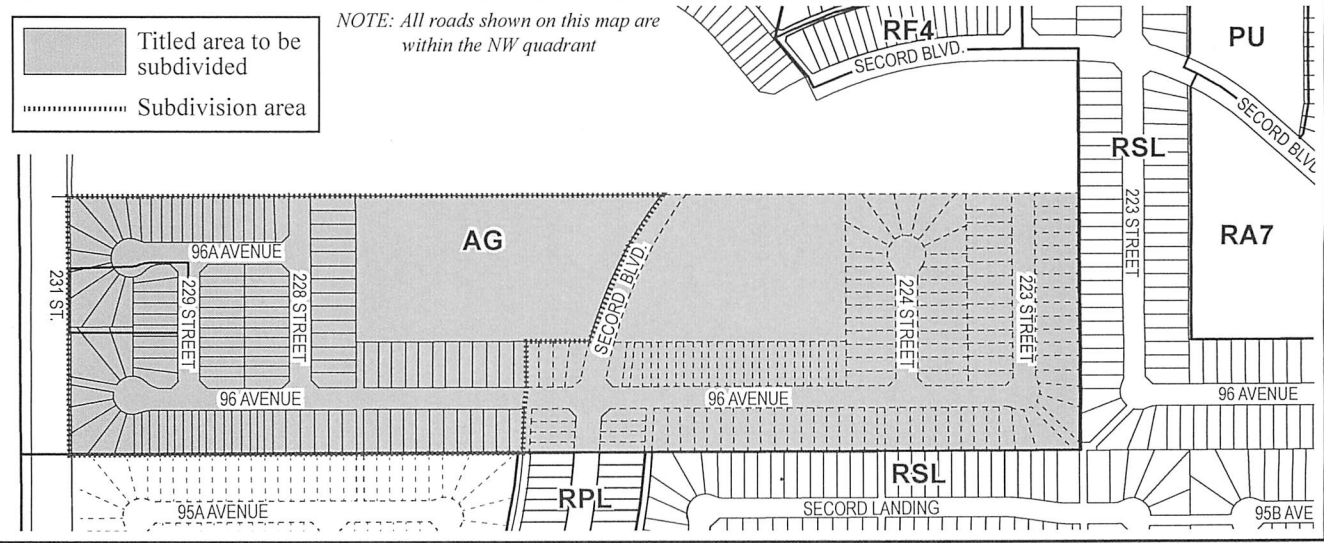 Titled area to be
subdivided
Subdivision area
NOTE: All roads shown on this map are
within the NW quadrant
RF4
SECORD BLVD.
PU
SECORD BLVD
RSL
223 STREET
RA7
AG
SECORD BLVD.
96A AVENUE
231 ST.
229 STREET
228 STREET
224 STREET
223 STREET
96 AVENUE
96 AVENUE
96 AVENUE
RSL
RPL
95A AVENUE
SECORD LANDING
95B AVE